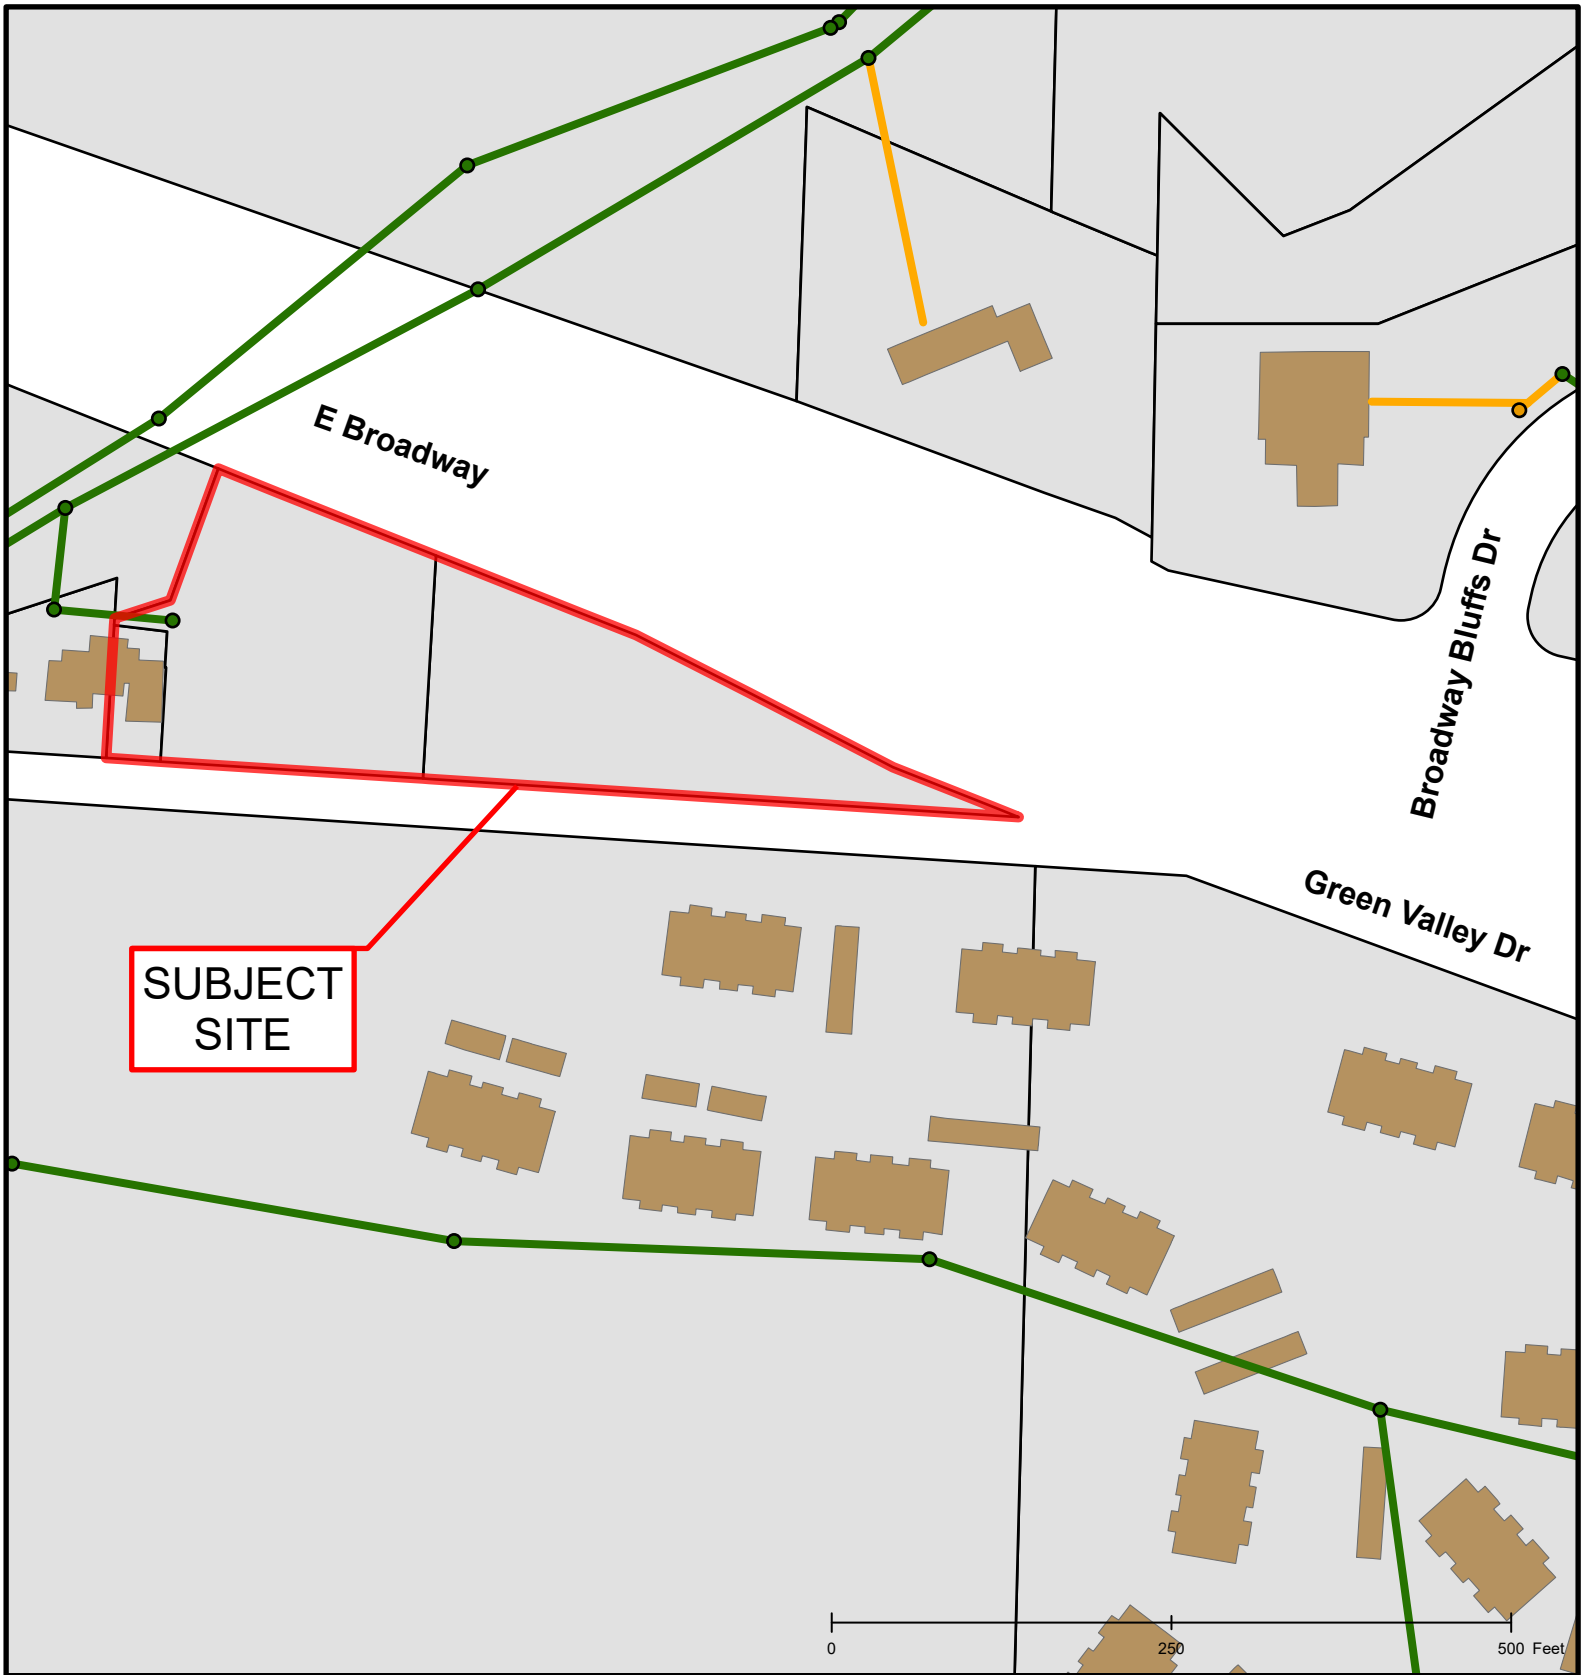 E Broadway
Broadway Bluffs Dr
Green Valley Dr
SUBJECT
SITE
0 250 500 Feet